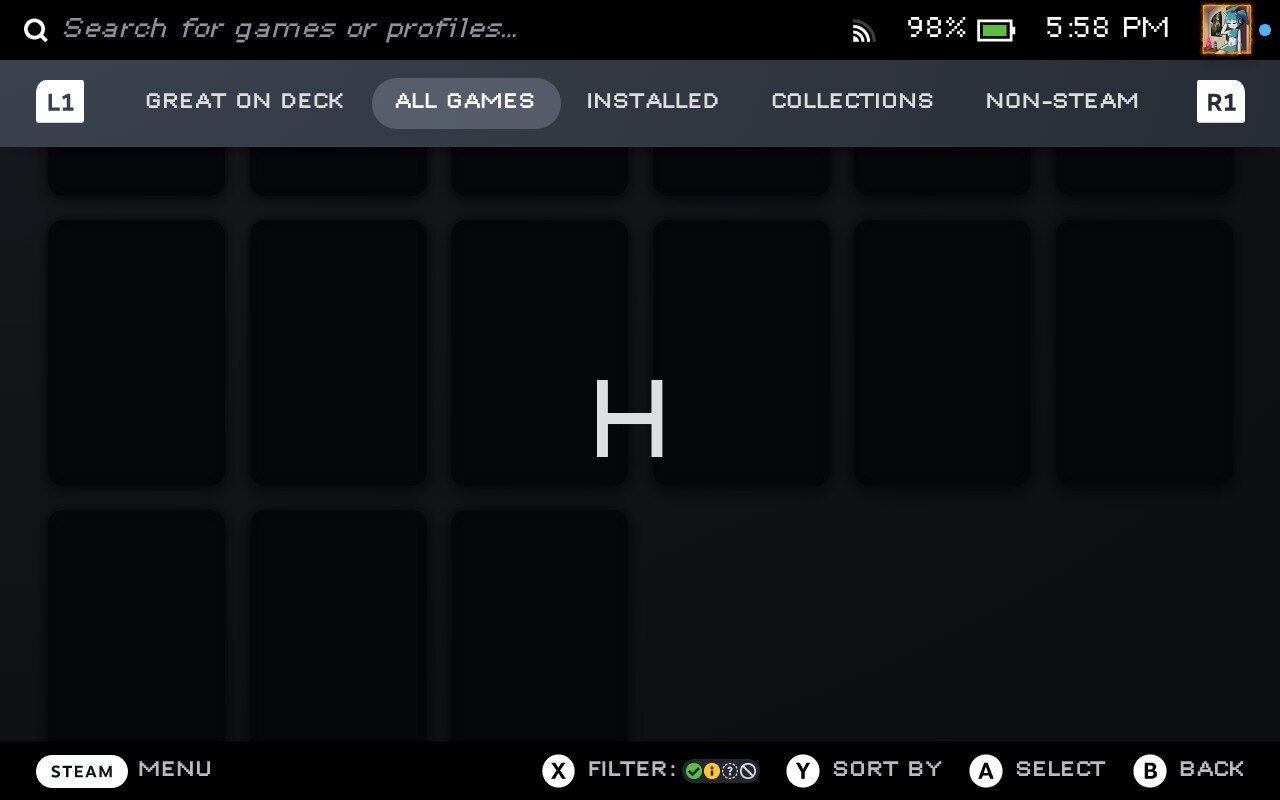 Search for games or profiles...
98%
5:58 PM
L1
GREAT ON DECK
ALL GAMES
INSTALLED
COLLECTIONS
NON-STEAM
R1
H
STEAM
MENU
X FILTER:
Y SORT BY
A SELECT
B BACK